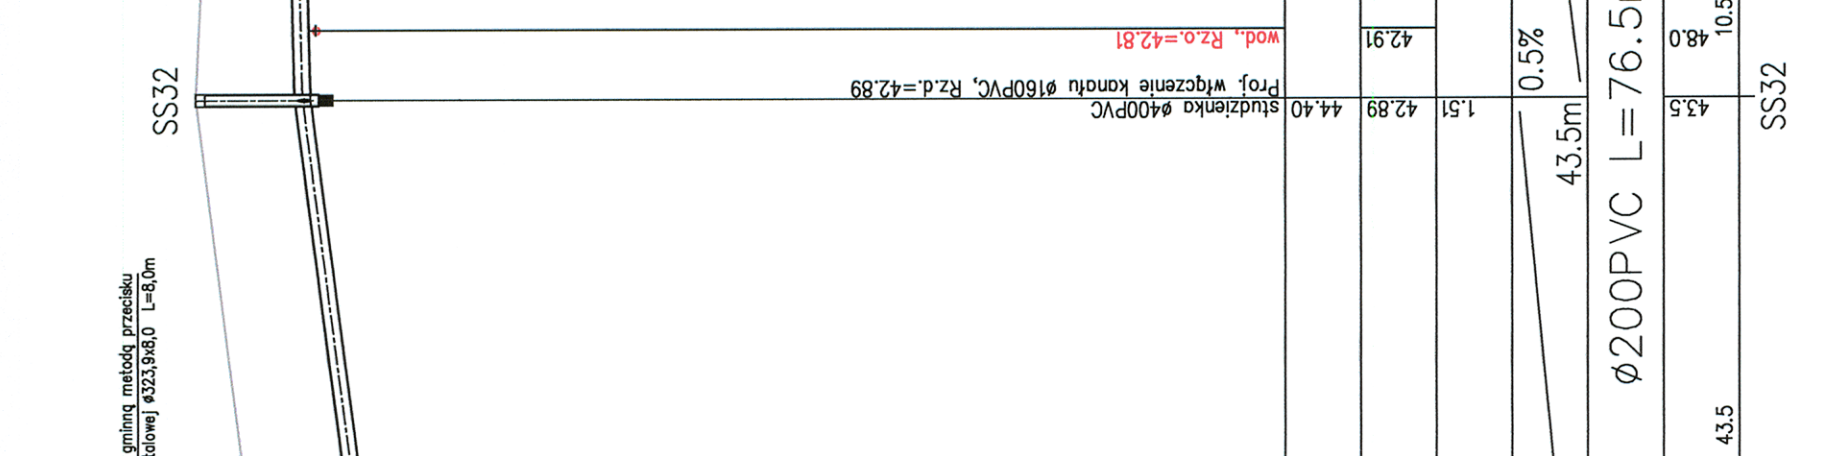 SS32
wod., Rz.o.=42.81
Proj. włączenie kanału ø160PVC, Rz.d.=42.89
studzienka ø400PVC
44.40
42.91
42.89
1.51
0.5%
43.5m
ø200PVC L=76.5
48.0
10.5
43.5
43.5
SS32
gminną metodą przecisku
talowej ø323,9x8,0 L=8,0m